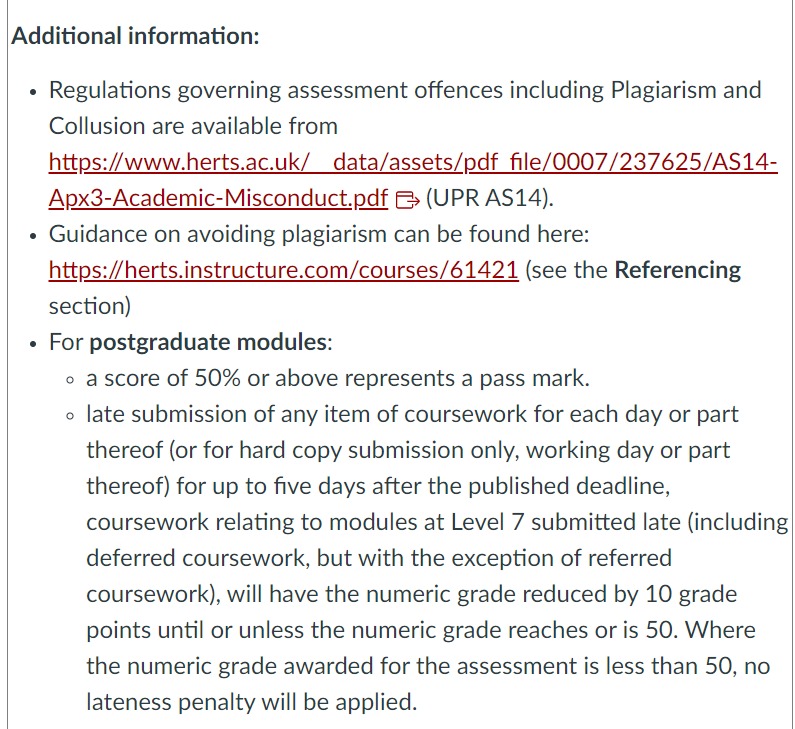 Additional information:
• Regulations governing assessment offences including Plagiarism and
Collusion are available from
https://www.herts.ac.uk/__data/assets/pdf_file/0007/237625/AS14-
Apx3-Academic-Misconduct.pdf (UPR AS14).
• Guidance on avoiding plagiarism can be found here:
https://herts.instructure.com/courses/61421 (see the Referencing
section)
• For postgraduate modules:
◦ a score of 50% or above represents a pass mark.
◦ late submission of any item of coursework for each day or part
thereof (or for hard copy submission only, working day or part
thereof) for up to five days after the published deadline,
coursework relating to modules at Level 7 submitted late (including
deferred coursework, but with the exception of referred
coursework), will have the numeric grade reduced by 10 grade
points until or unless the numeric grade reaches or is 50. Where
the numeric grade awarded for the assessment is less than 50, no
lateness penalty will be applied.